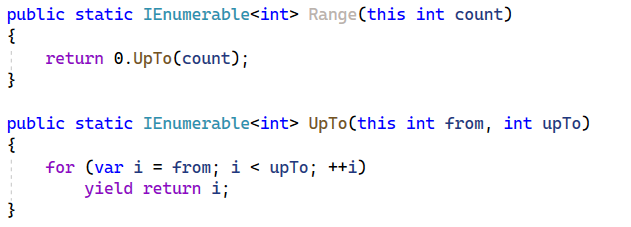 public static IEnumerable<int> Range(this int count)
{
    return 0.UpTo(count);
}

public static IEnumerable<int> UpTo(this int from, int upTo)
{
    for (var i = from; i < upTo; ++i)
        yield return i;
}